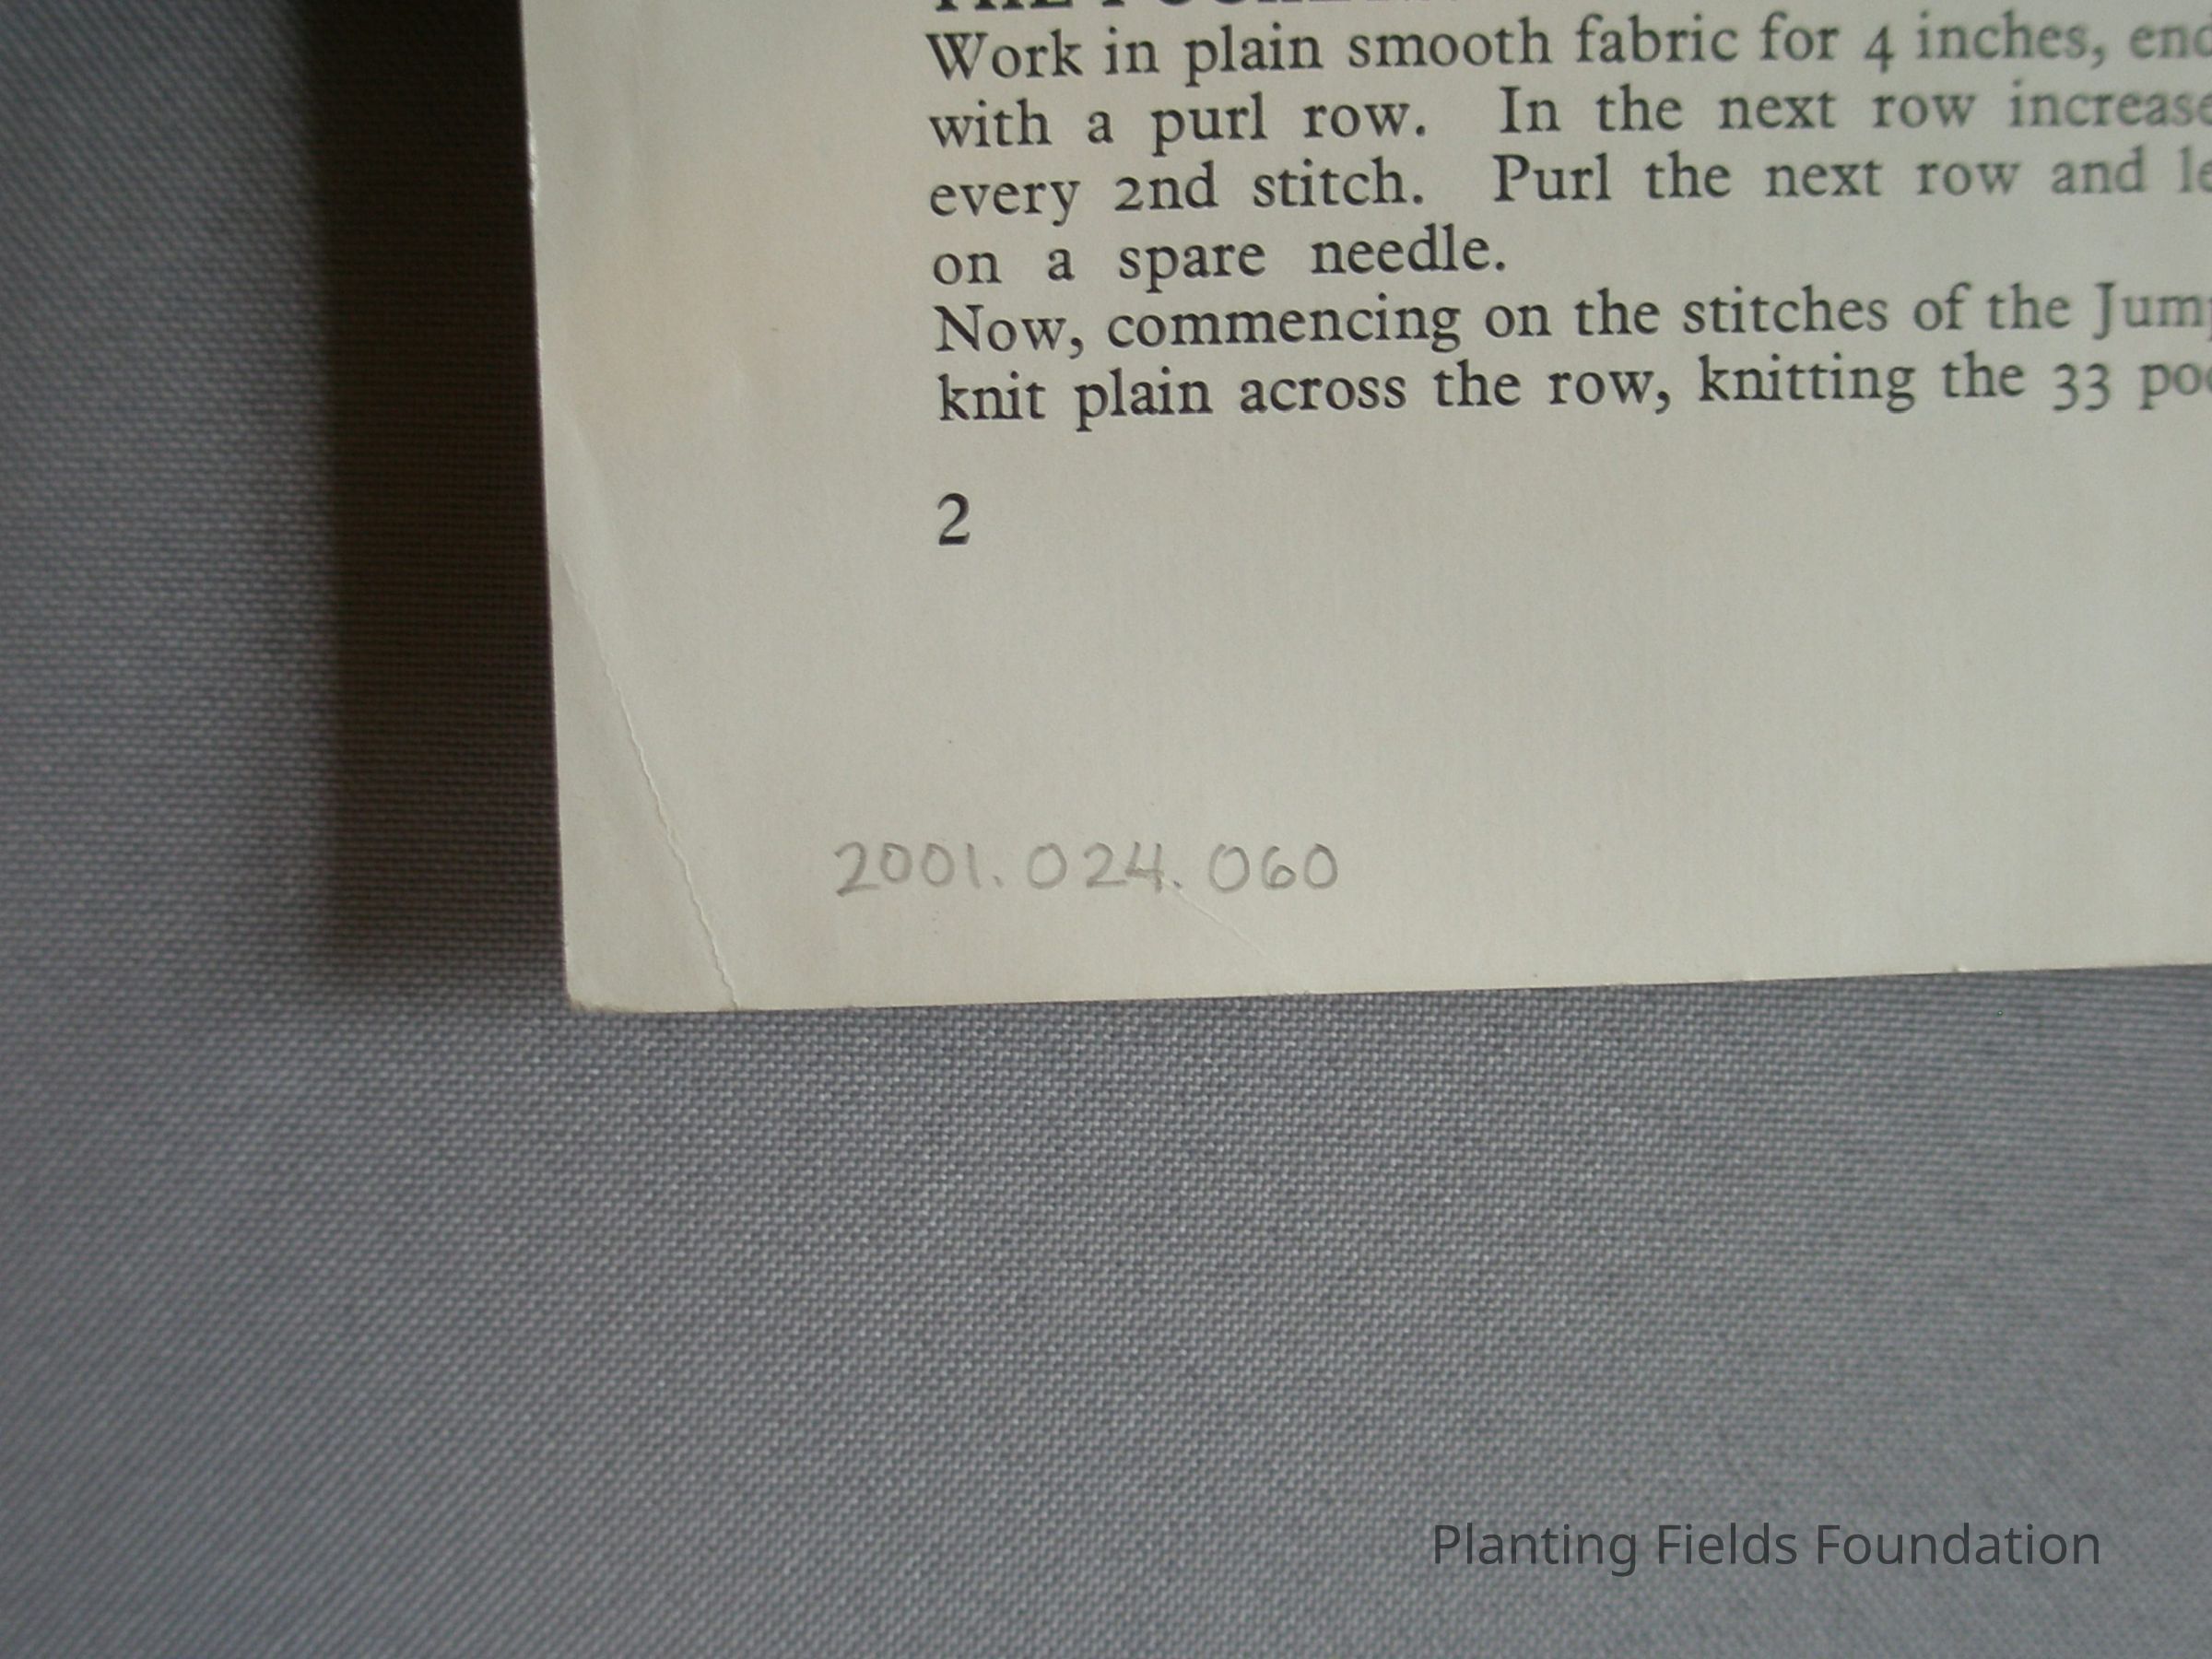 Work in plain smooth fabric for 4 inches,
with a purl row. In the next row increase
every 2nd stitch. Purl the next row and
on a spare needle.
Now, commencing on the stitches of the
knit plain across the row, knitting the 33
2
2001.024.060
Planting Fields Foundation